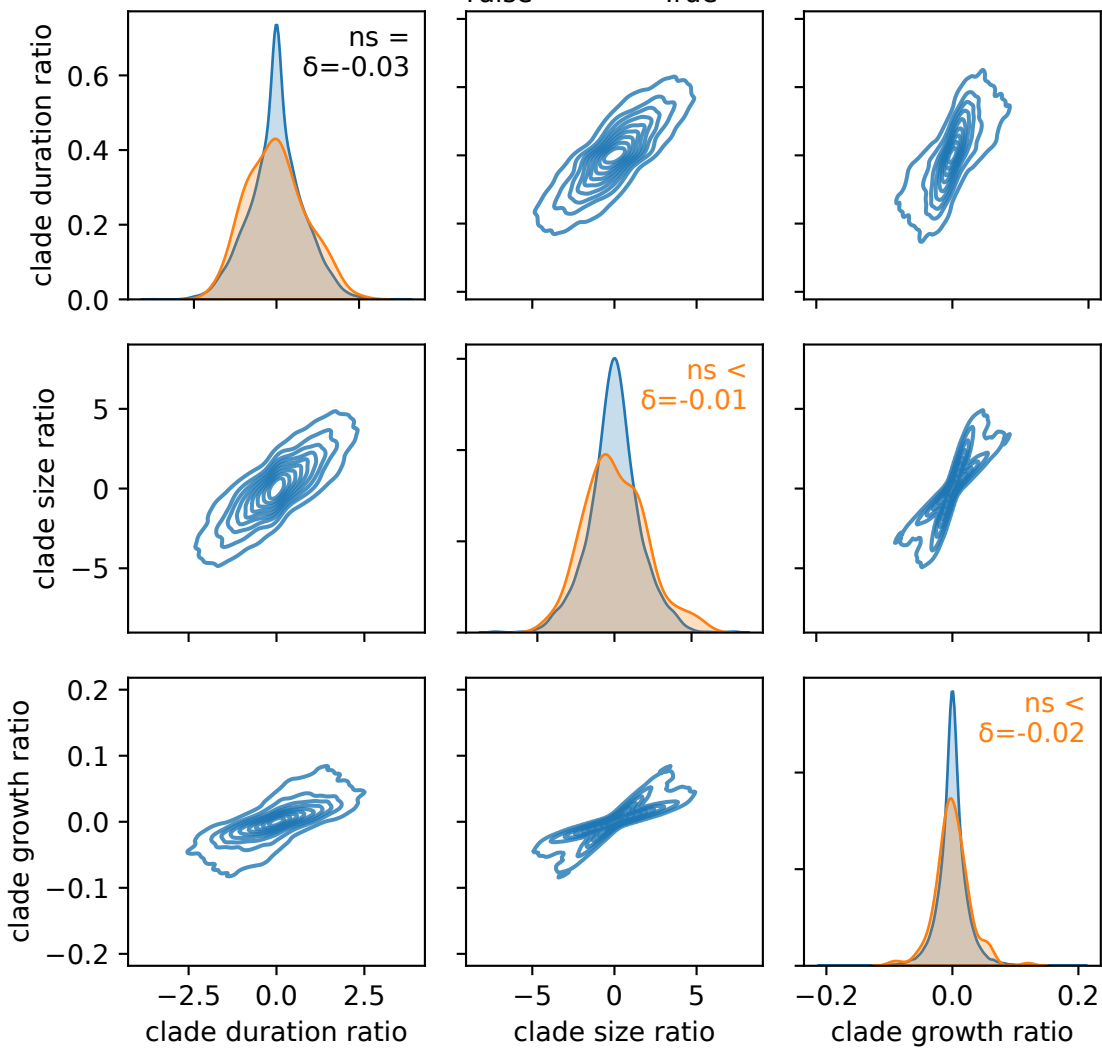 clade duration ratio
0.6
0.4
0.2
0.0
ns =
δ=-0.03
clade size ratio
5
0
−5
ns <
δ=-0.01
clade growth ratio
0.2
0.1
0.0
−0.1
−0.2
ns <
δ=-0.02
−2.5 0.0 2.5
−5 0 5
−0.2 0.0 0.2
clade duration ratio
clade size ratio
clade growth ratio